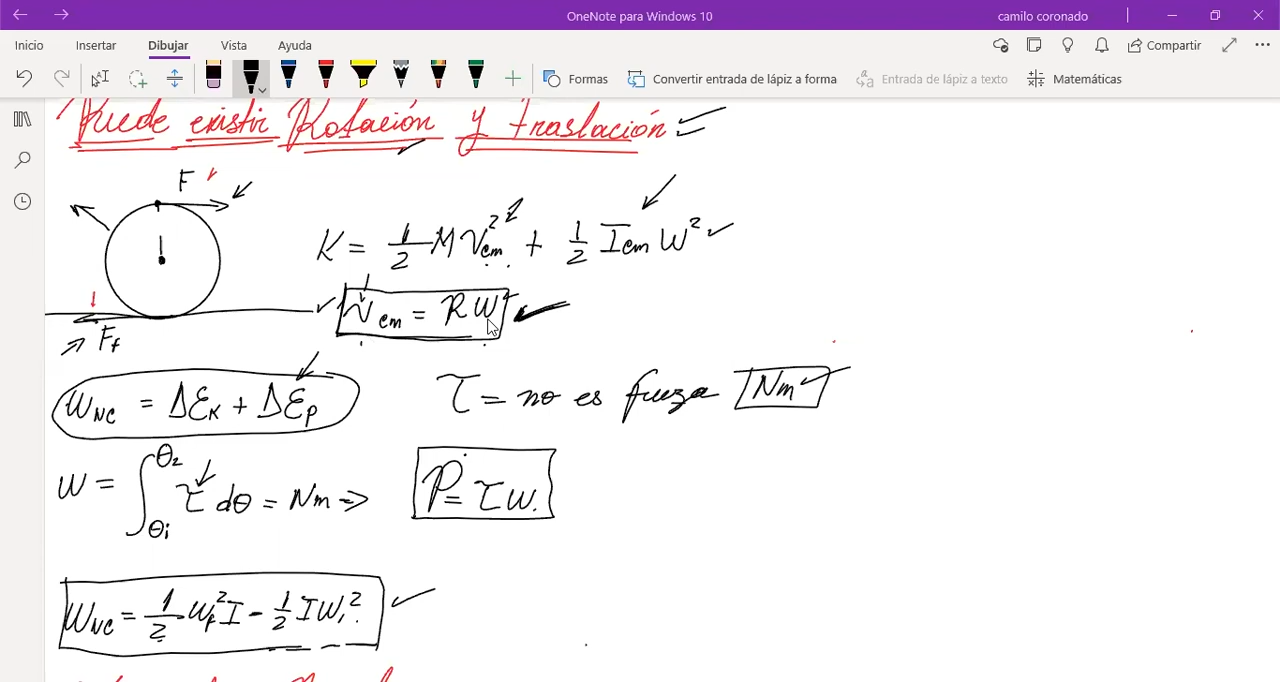 OneNote para Windows 10
camilo coronado
Inicio Insertar Dibujar Vista Ayuda
Compartir
Formas Convertir entrada de lápiz a forma Entrada de lápiz a texto Matemáticas
Puede existir Rotación y traslación
F
K = 1/2 M V²cm + 1/2 Icm W²
Vcm = R W
Ff
WNC = ΔEK + ΔEP
τ = no es fuerza Nm
W = ∫θi^θ2 τ dθ = Nm ⇒
P = τ W.
WNC = 1/2 Wf² I - 1/2 I Wi²